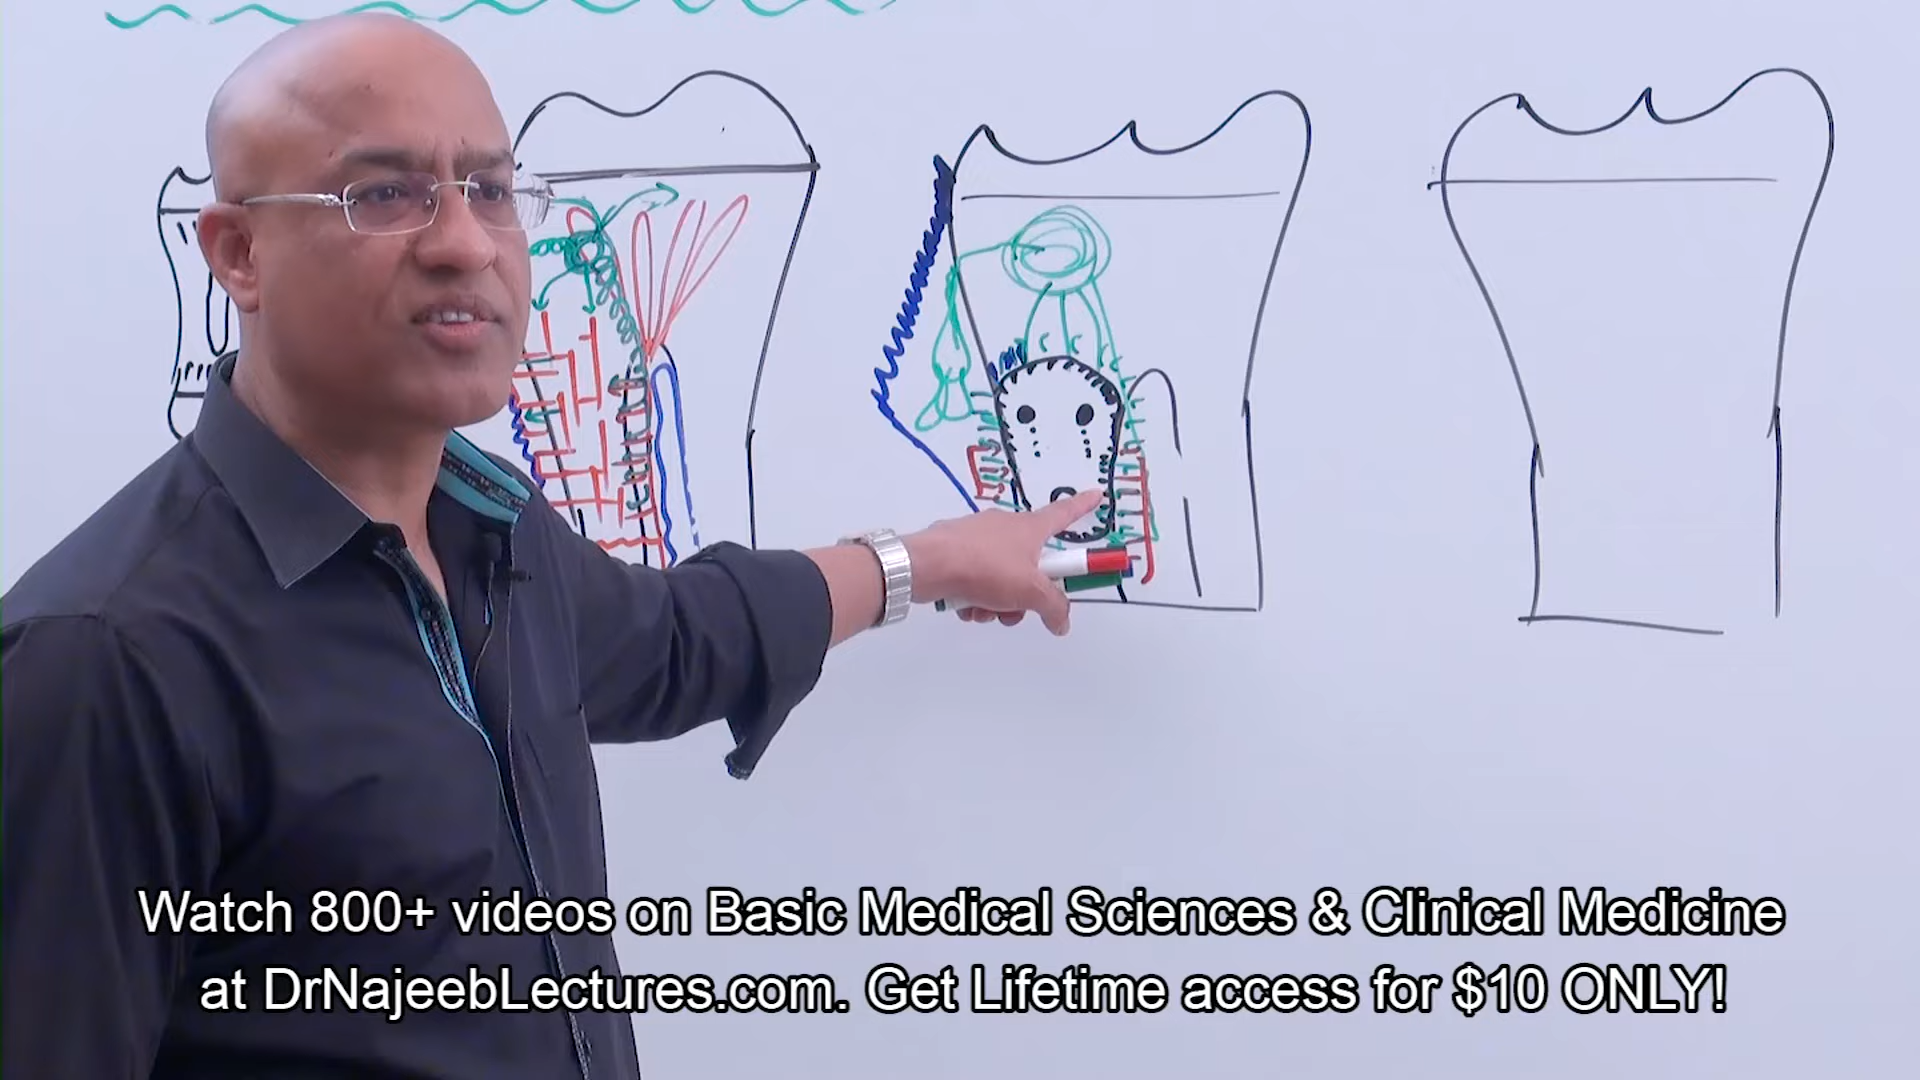 Watch 800+ videos on Basic Medical Sciences & Clinical Medicine
at DrNajeebLectures.com. Get Lifetime access for $10 ONLY!